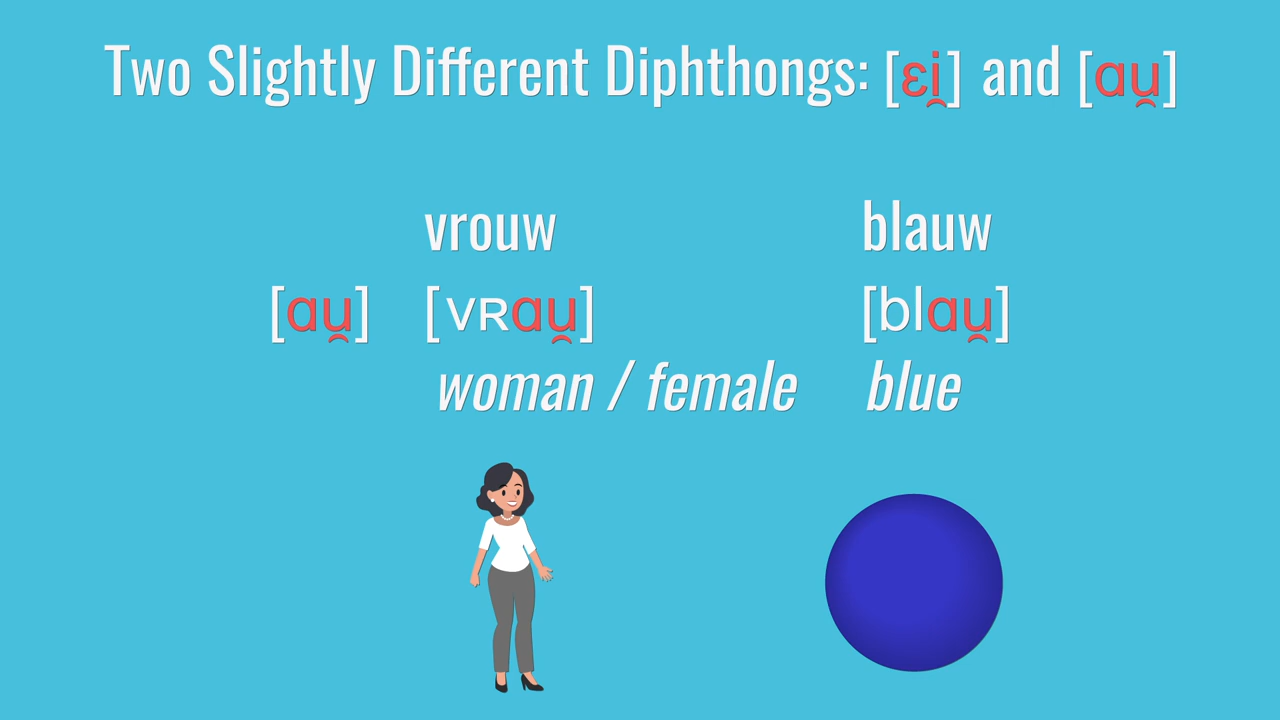 Two Slightly Different Diphthongs: [ɛi̯] and [ɑu̯]
vrouw blauw
[ɑu̯] [vʀɑu̯] [blɑu̯]
woman / female blue